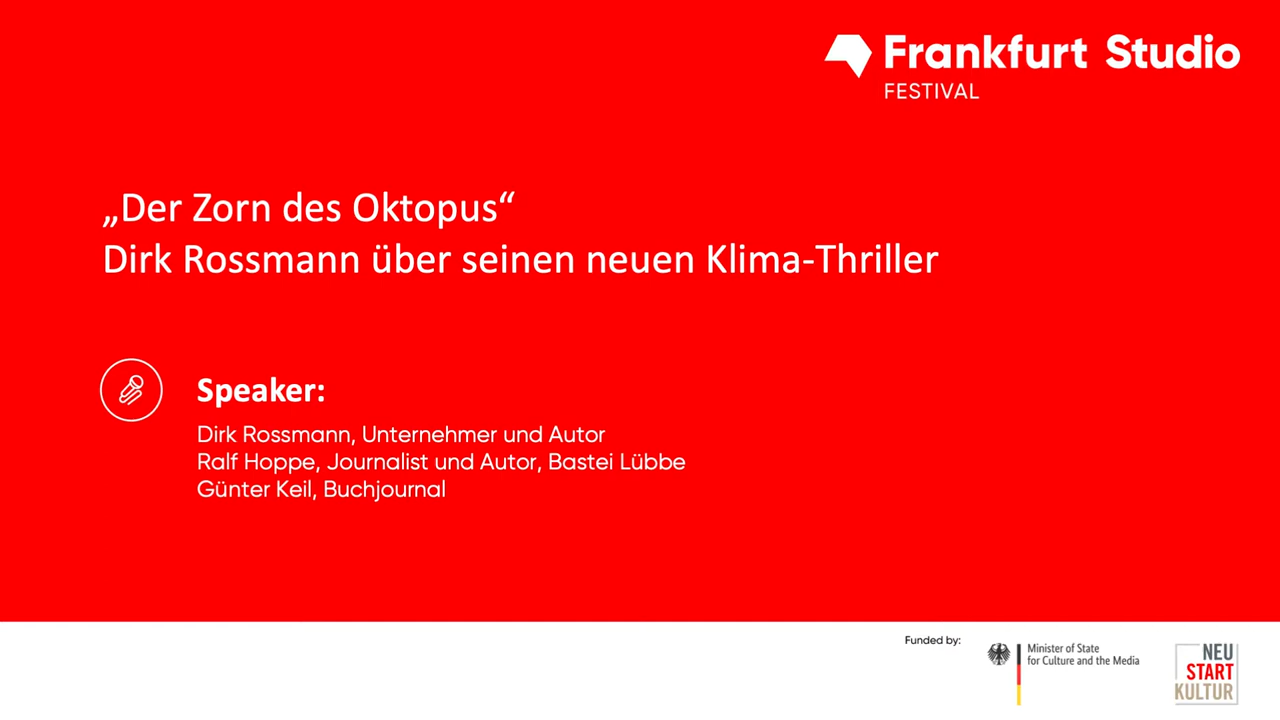 Frankfurt Studio
FESTIVAL
„Der Zorn des Oktopus“
Dirk Rossmann über seinen neuen Klima-Thriller
Speaker:
Dirk Rossmann, Unternehmer und Autor
Ralf Hoppe, Journalist und Autor, Bastei Lübbe
Günter Keil, Buchjournal
Funded by:
Minister of State
for Culture and the Media
NEU
START
KULTUR